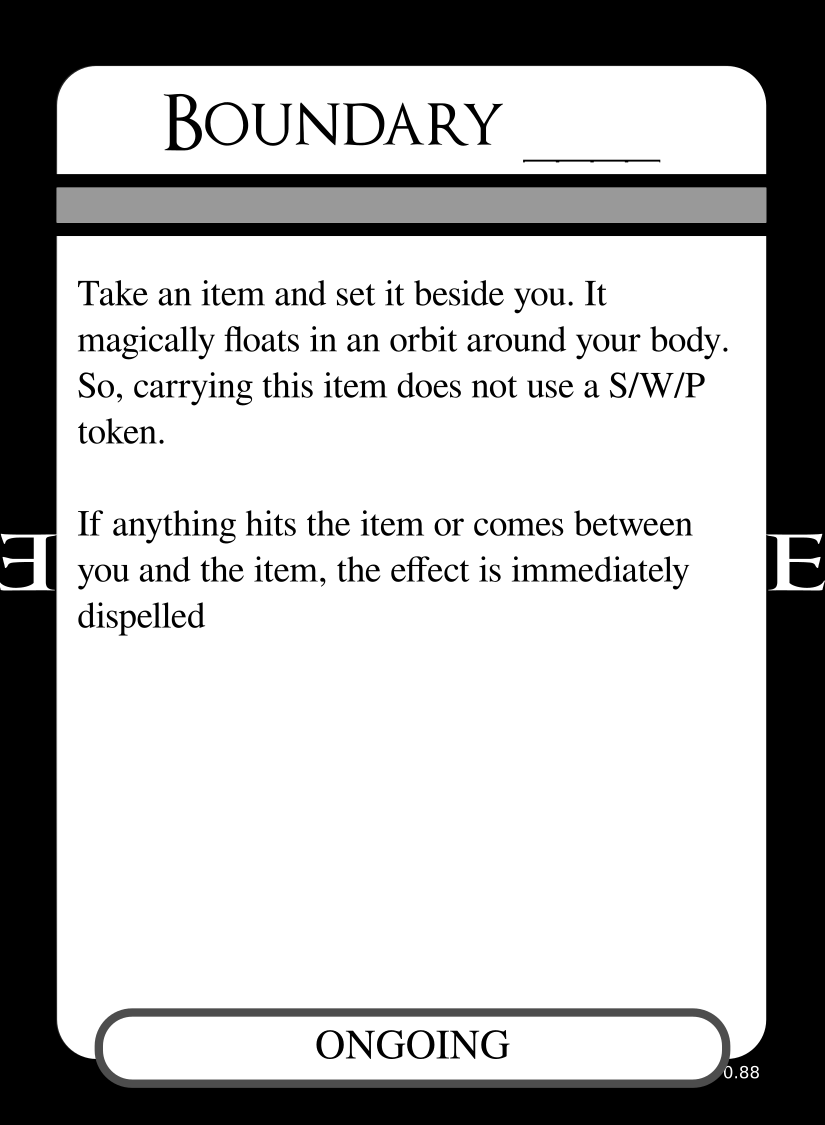 Boundary ____
Take an item and set it beside you. It
magically floats in an orbit around your body.
So, carrying this item does not use a S/W/P
token.
If anything hits the item or comes between
you and the item, the effect is immediately
dispelled
E
E
ONGOING
0.88